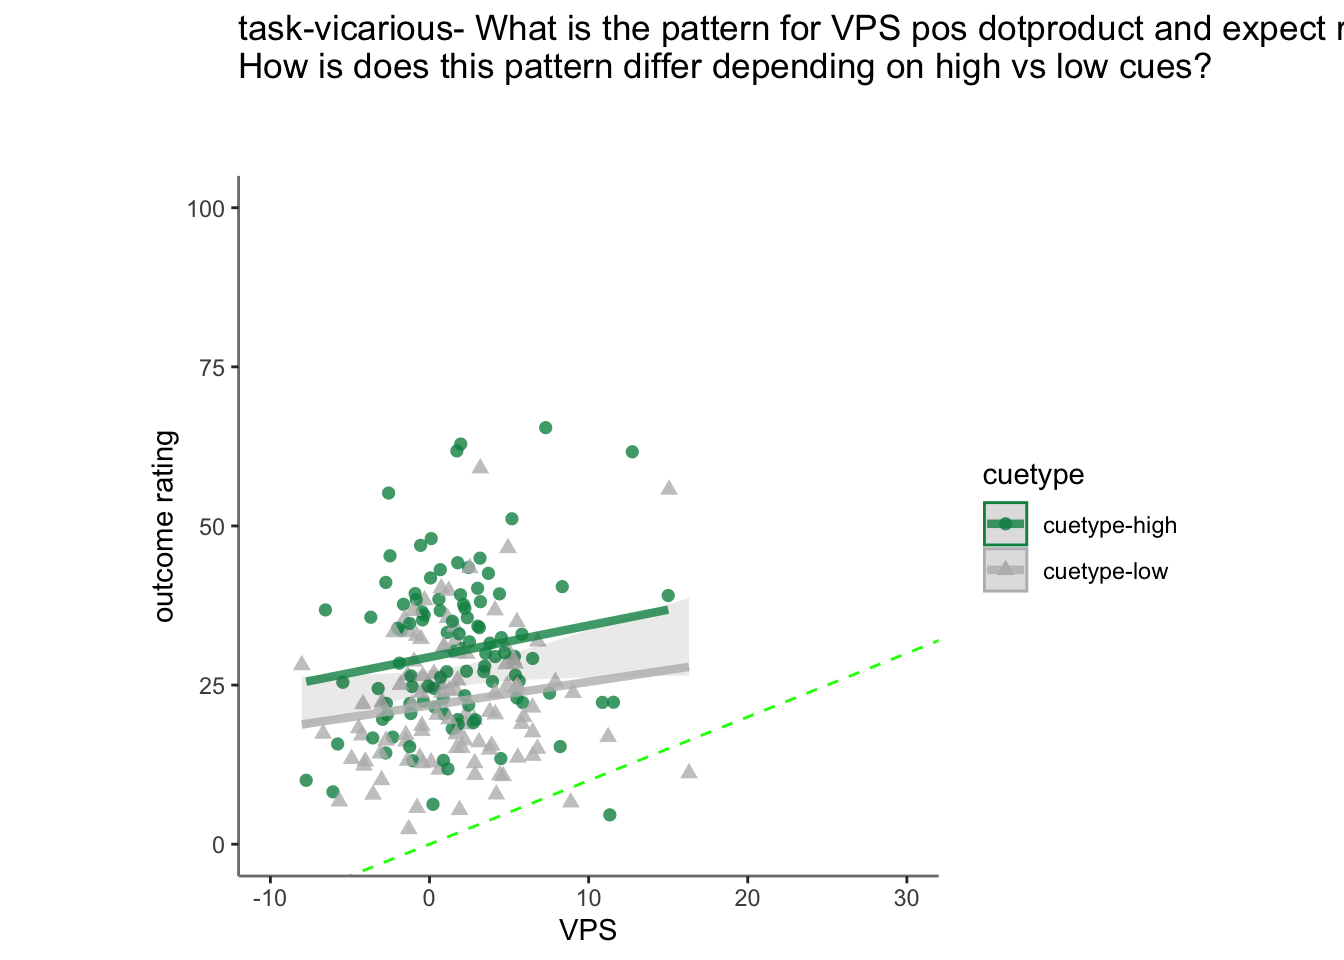 task-vicarious- What is the pattern for VPS pos dotproduct and expect
How is does this pattern differ depending on high vs low cues?
100
75
50
25
0
outcome rating
-10
0
10
20
30
VPS
cuetype
cuetype-high
cuetype-low